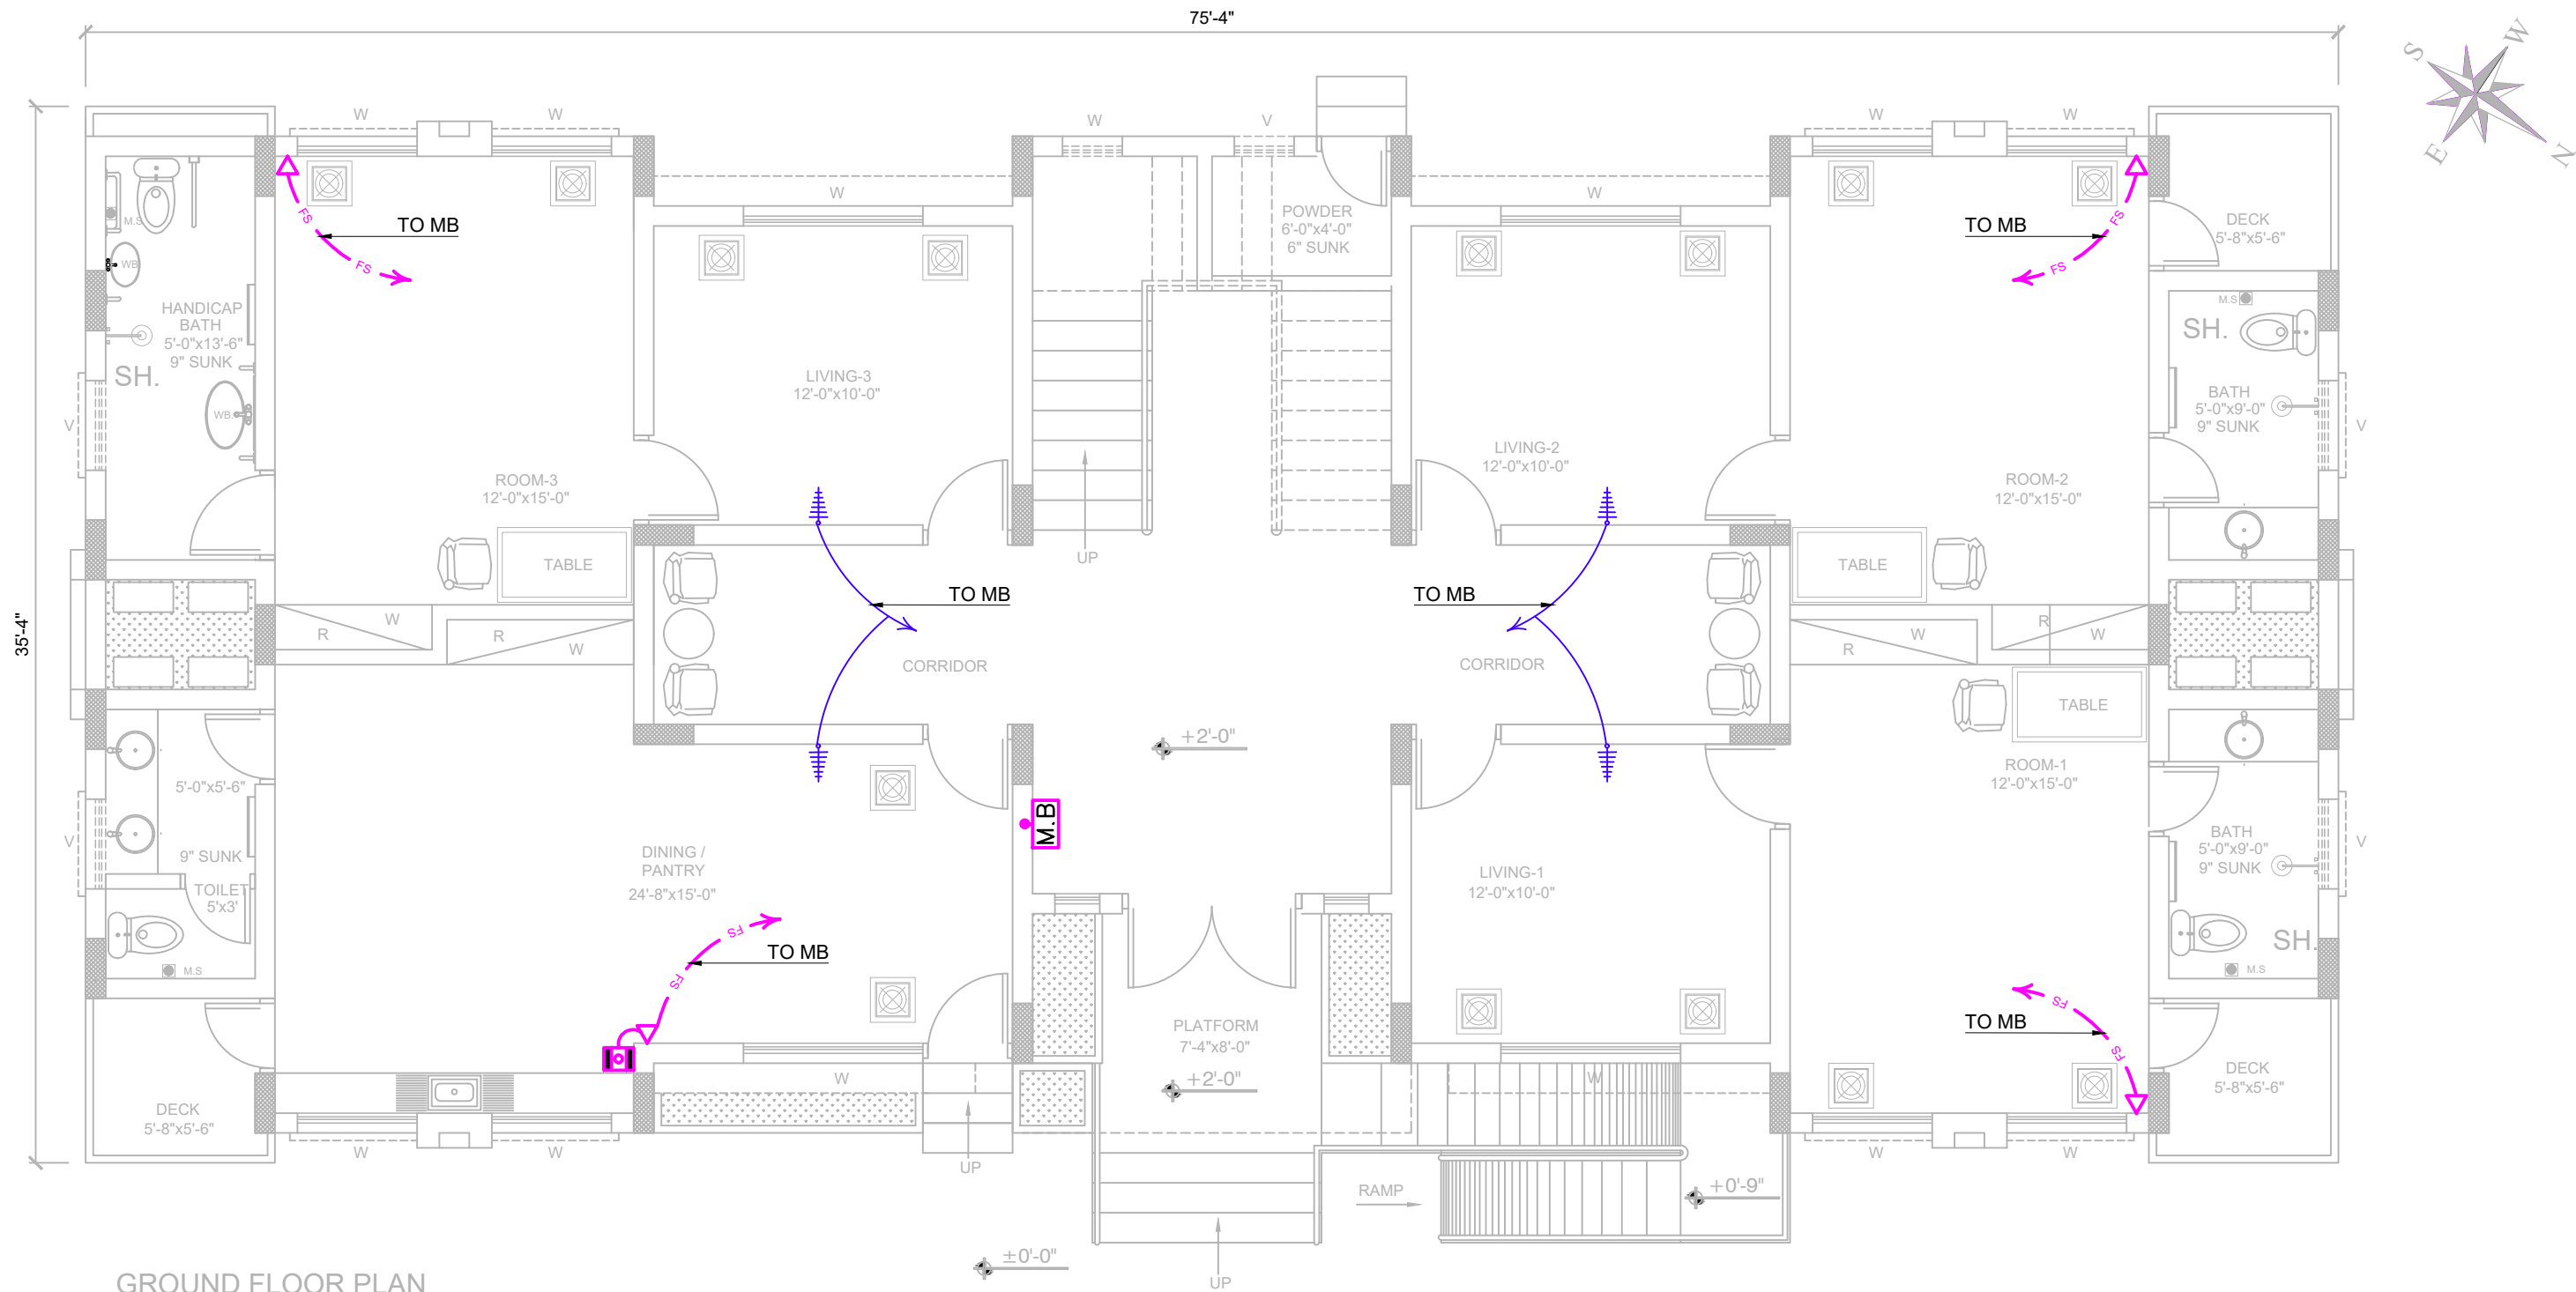 75'-4"
S
W
E
N
35'-4"
W
W
W
V
W
W
W
W
M.S
WB
HANDICAP
BATH
5'-0"x13'-6"
9" SUNK
SH.
WB
V
FS
FS
TO MB
LIVING-3
12'-0"x10'-0"
ROOM-3
12'-0"x15'-0"
TABLE
POWDER
6'-0"x4'-0"
6" SUNK
UP
LIVING-2
12'-0"x10'-0"
TO MB
FS
FS
ROOM-2
12'-0"x15'-0"
TABLE
DECK
5'-8"x5'-6"
M.S
SH.
BATH
5'-0"x9'-0"
9" SUNK
V
TO MB
TO MB
R
W
R
W
CORRIDOR
CORRIDOR
W
R
R
W
TABLE
+2'-0"
M.B
5'-0"x5'-6"
9" SUNK
V
TOILET
5'x3'
M.S
DINING /
PANTRY
24'-8"x15'-0"
FS
FS
TO MB
LIVING-1
12'-0"x10'-0"
ROOM-1
12'-0"x15'-0"
BATH
5'-0"x9'-0"
9" SUNK
V
SH.
M.S
TO MB
FS
FS
PLATFORM
7'-4"x8'-0"
+2'-0"
DECK
5'-8"x5'-6"
DECK
5'-8"x5'-6"
W
W
W
W
W
W
UP
RAMP
+0'-9"
±0'-0"
UP
GROUND FLOOR PLAN